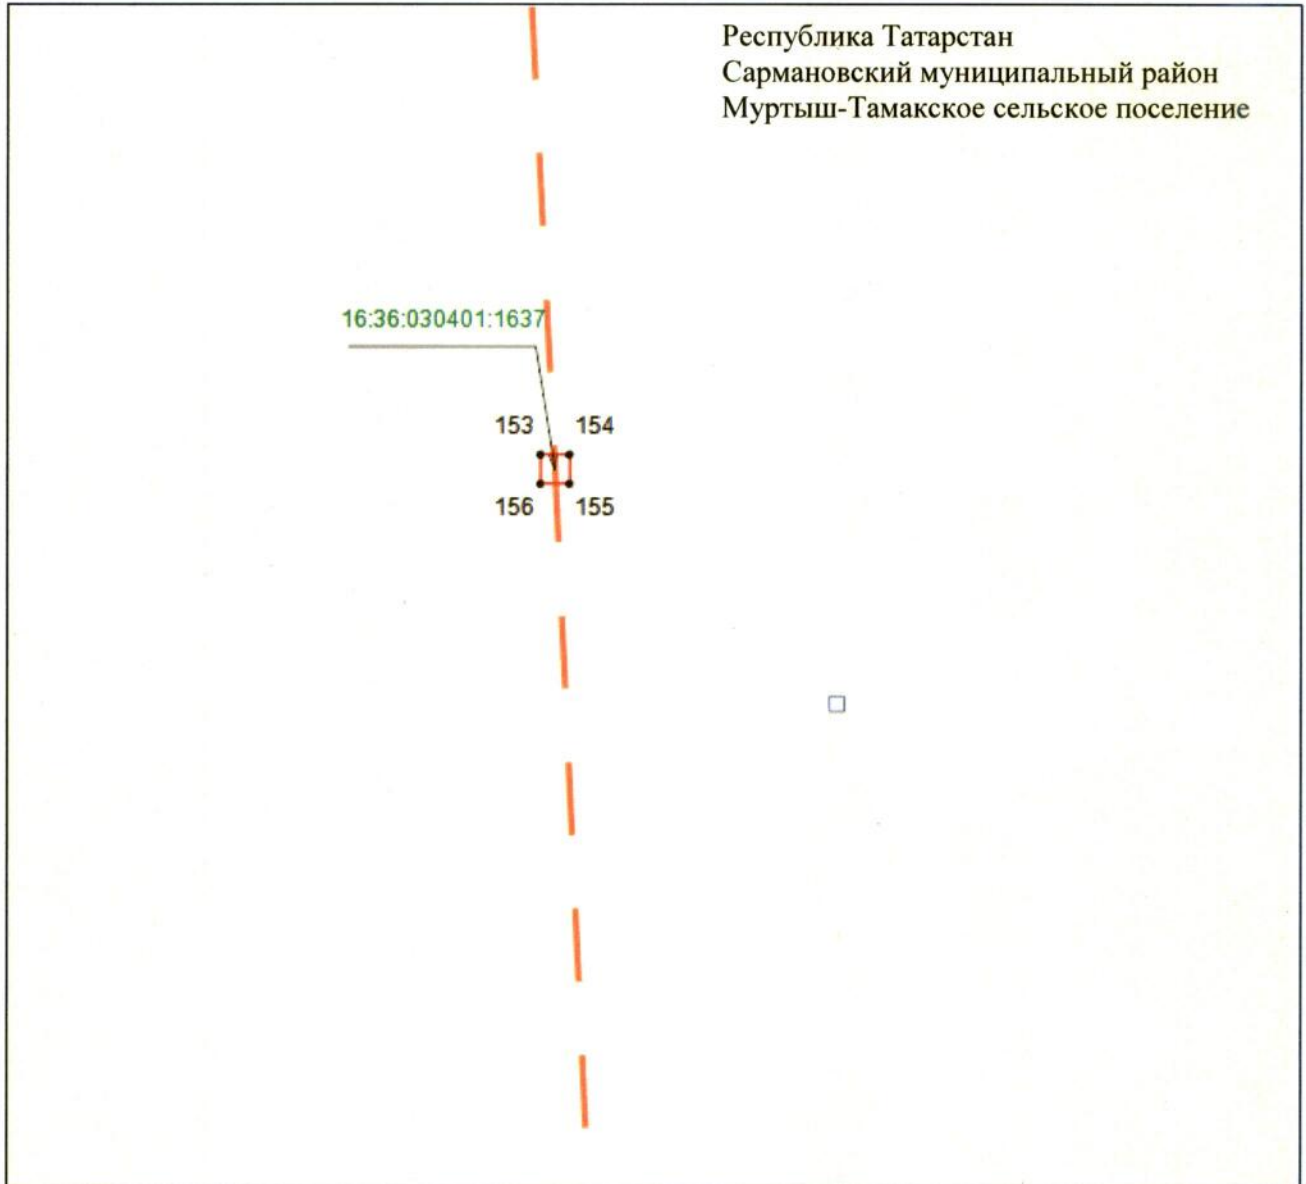 Республика Татарстан
Сармановский муниципальный район
Муртыш-Тамакское сельское поселение
16:36:030401:1637
153 154
156 155